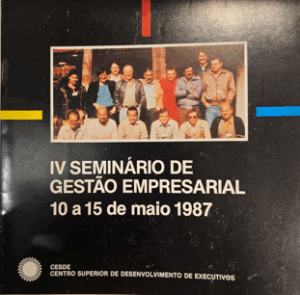 IV SEMINÁRIO DE
GESTÃO EMPRESARIAL
10 a 15 de maio 1987
CESDE
CENTRO SUPERIOR DE DESENVOLVIMENTO DE EXECUTIVOS